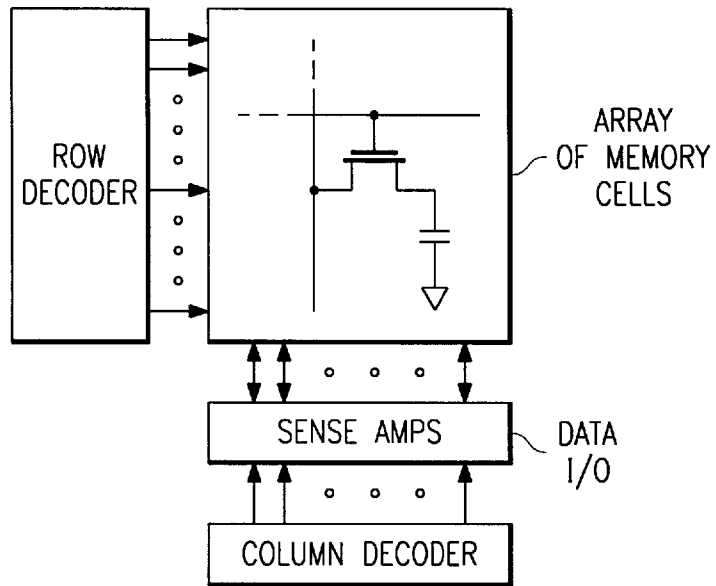 ROW
DECODER
ARRAY
OF MEMORY
CELLS
SENSE AMPS
DATA
I/O
COLUMN DECODER